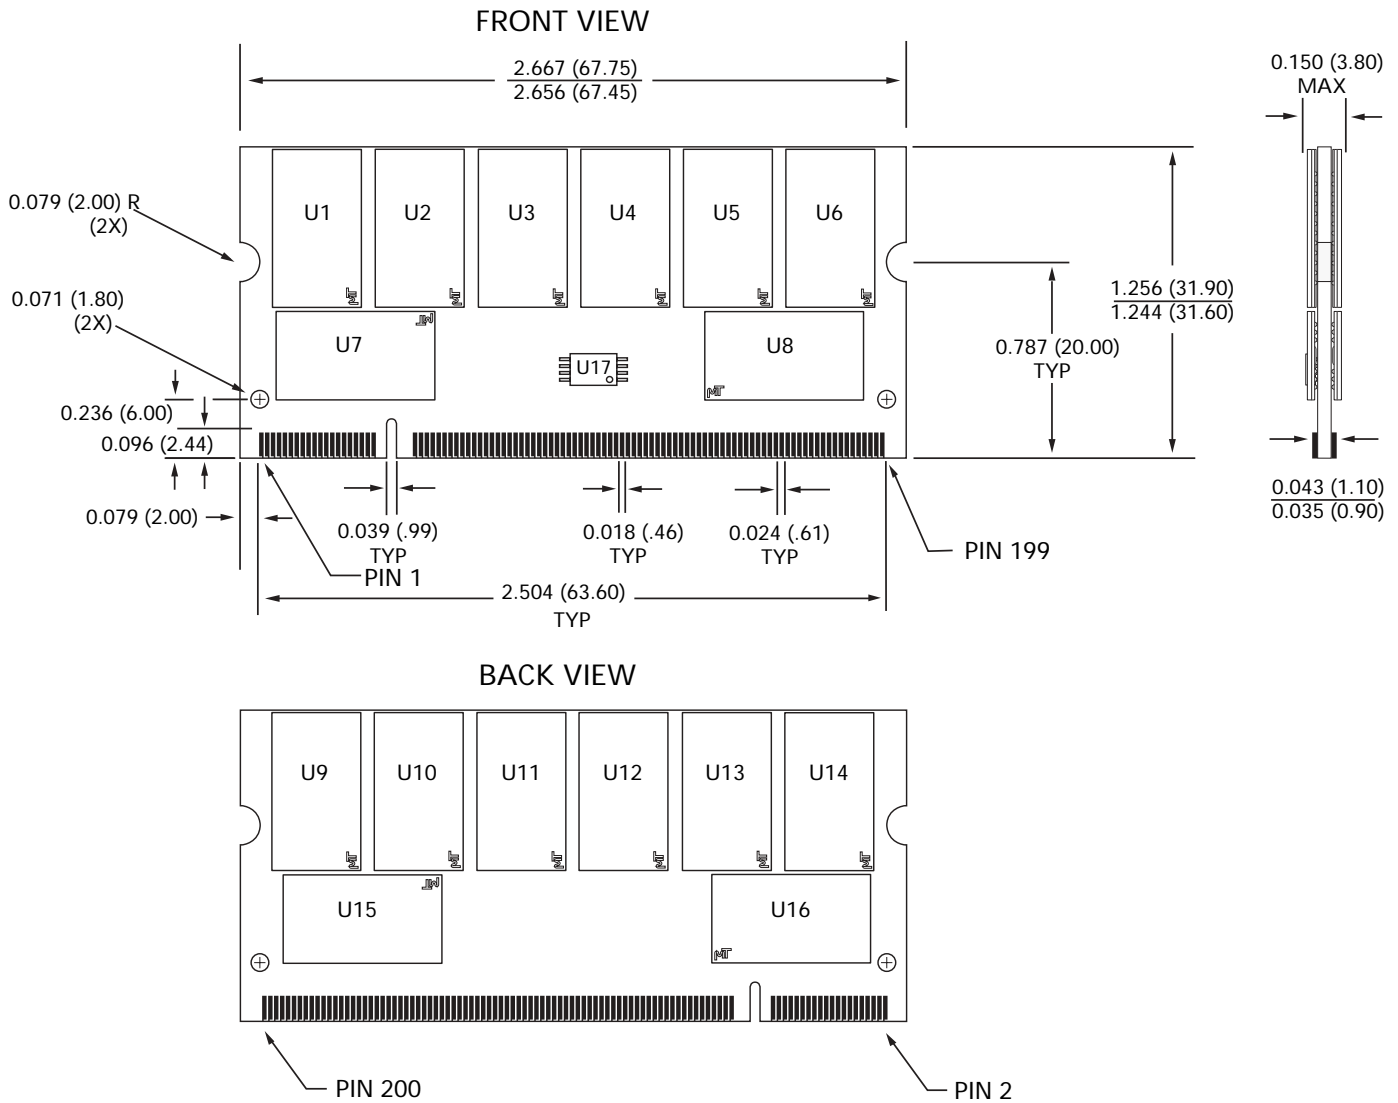 FRONT VIEW
2.667 (67.75)
2.656 (67.45)
0.150 (3.80)
MAX
0.079 (2.00) R
(2X)
U1
U2
U3
U4
U5
U6
0.071 (1.80)
(2X)
1.256 (31.90)
1.244 (31.60)
U7
U17
U8
0.787 (20.00)
TYP
0.236 (6.00)
0.096 (2.44)
0.043 (1.10)
0.035 (0.90)
0.079 (2.00)
0.039 (.99)
TYP
0.018 (.46)
TYP
0.024 (.61)
TYP
PIN 199
PIN 1
2.504 (63.60)
TYP
BACK VIEW
U9
U10
U11
U12
U13
U14
U15
U16
PIN 200
PIN 2